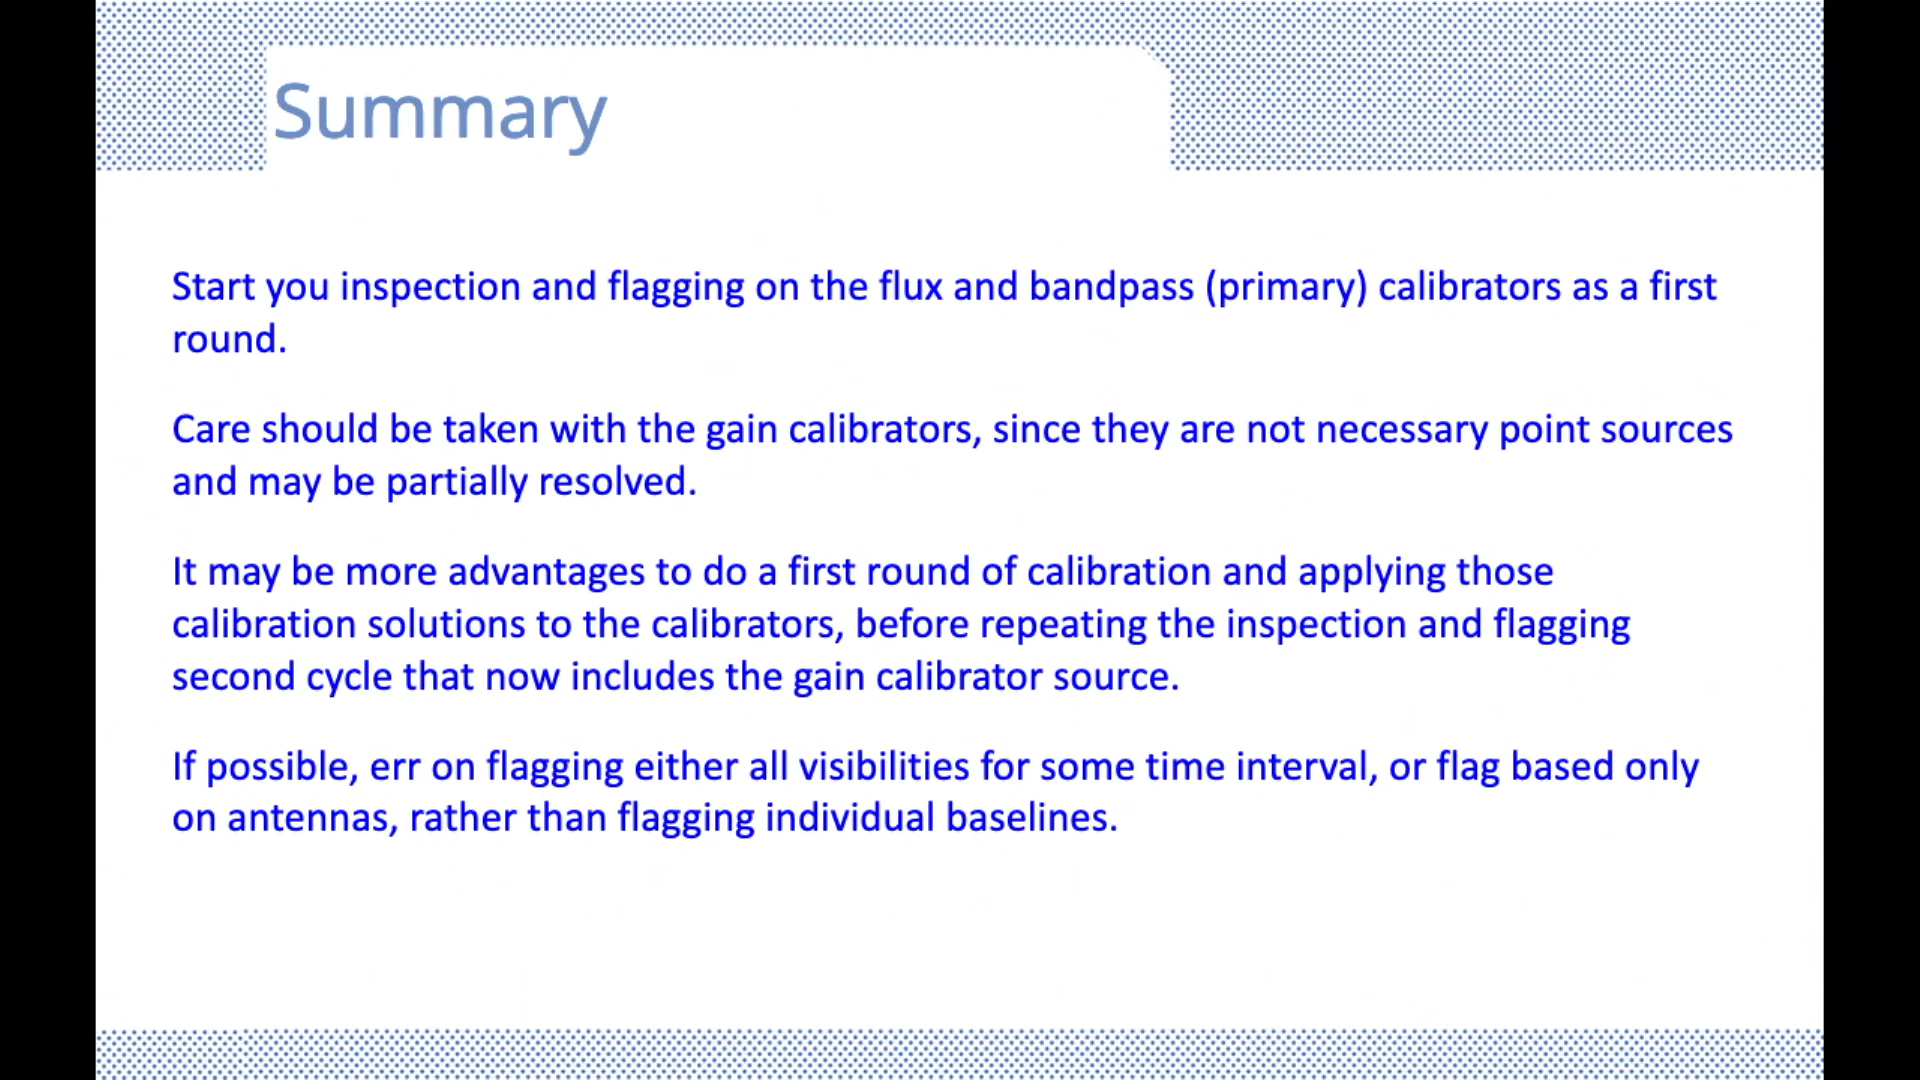 Summary
Start you inspection and flagging on the flux and bandpass (primary) calibrators as a first
round.
Care should be taken with the gain calibrators, since they are not necessary point sources
and may be partially resolved.
It may be more advantages to do a first round of calibration and applying those
calibration solutions to the calibrators, before repeating the inspection and flagging
second cycle that now includes the gain calibrator source.
If possible, err on flagging either all visibilities for some time interval, or flag based only
on antennas, rather than flagging individual baselines.